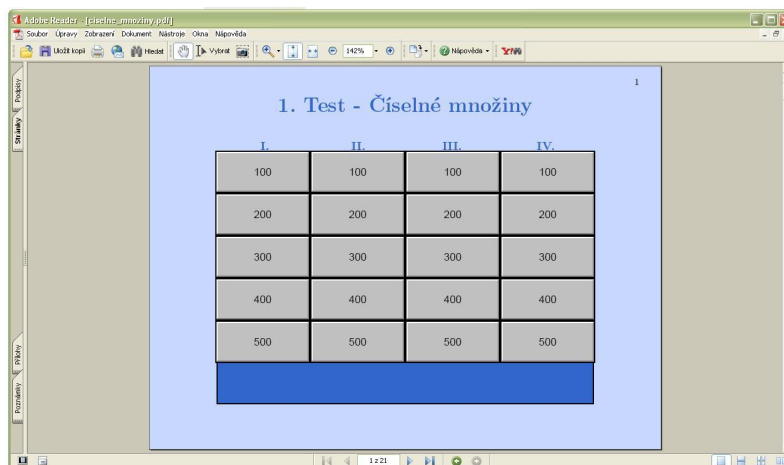 Adobe Reader - [ciselne_mnoziny.pdf]
Soubor Úpravy Zobrazení Dokument Nástroje Okna Nápověda
Uložit kopii Hledat Vybrat 142% Nápověda Y!
Podpisy
Stránky
Přílohy
Poznámky
1
1. Test - Číselné množiny
I. II. III. IV.
100 100 100 100
200 200 200 200
300 300 300 300
400 400 400 400
500 500 500 500
1 z 21